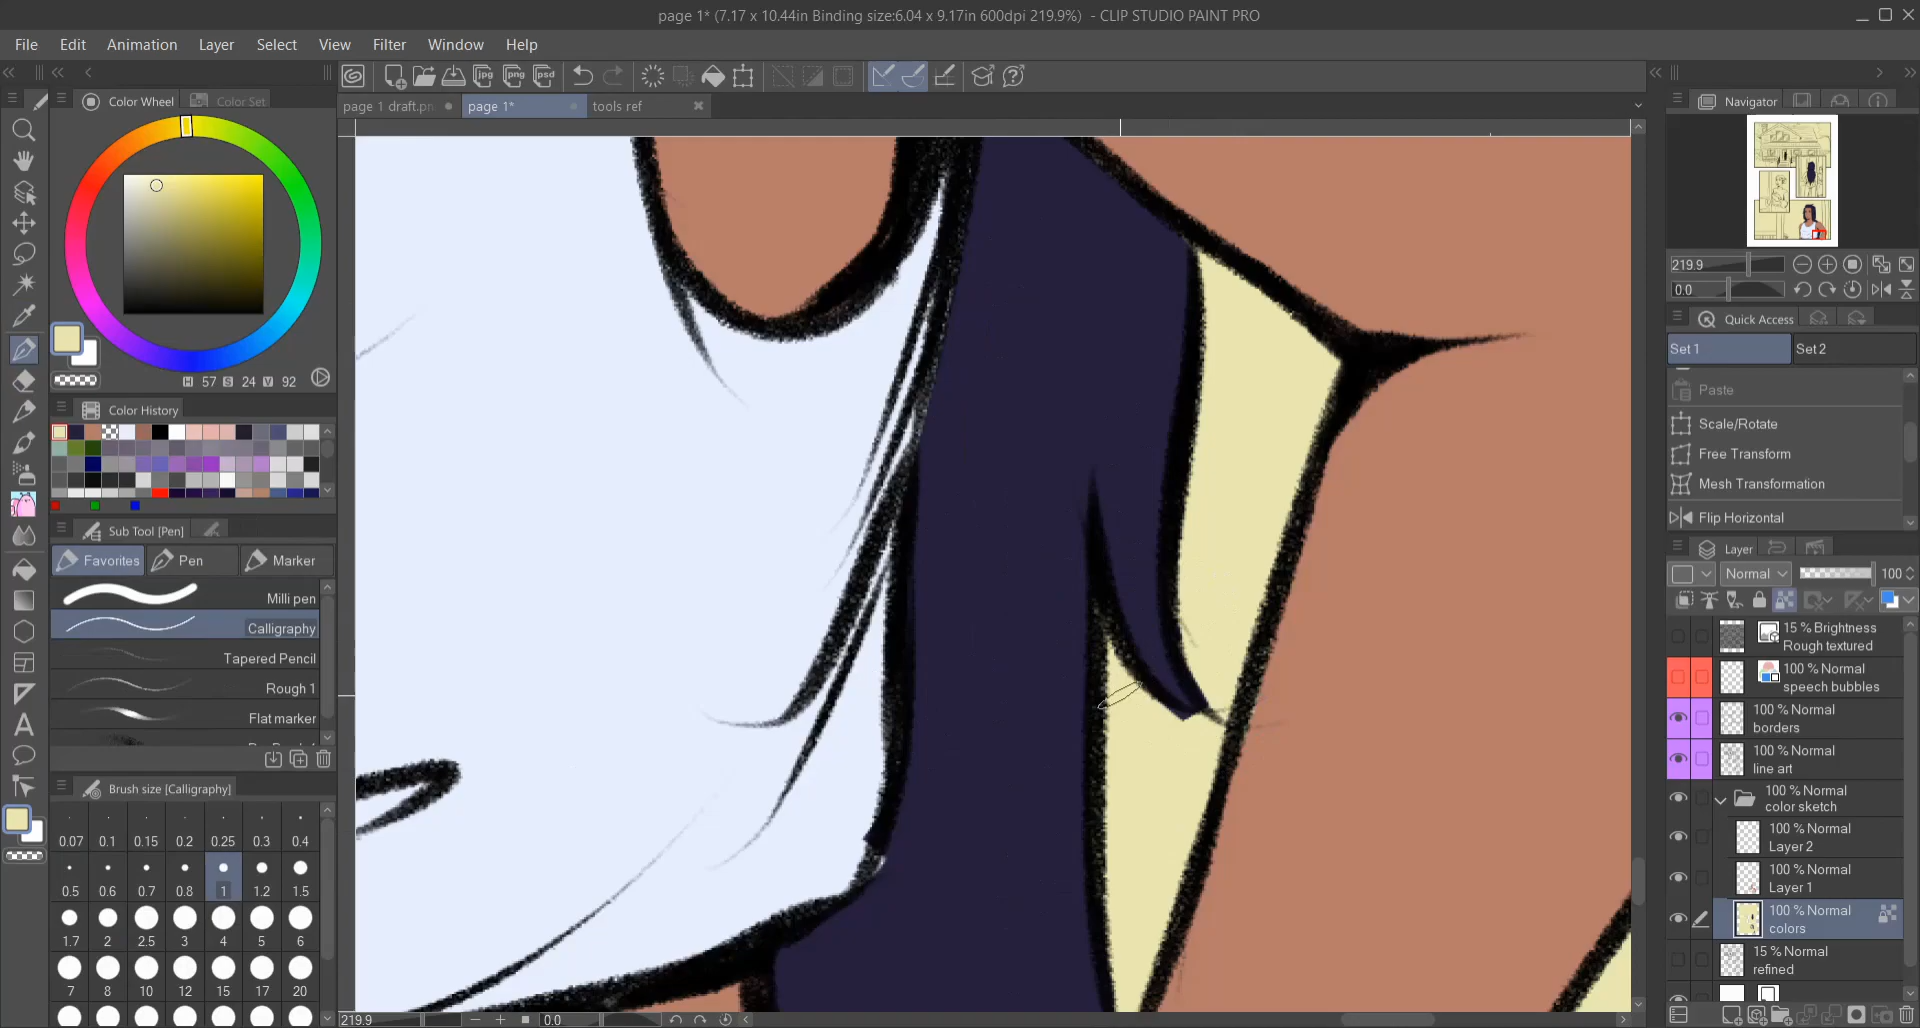 page 1* (7.17 x 10.44in Binding size:6.04 x 9.17in 600dpi 219.9%) - CLIP STUDIO PAINT PRO
File Edit Animation Layer Select View Filter Window Help
jpg png psd
page 1 draft.pn page 1* tools ref
Color Wheel Color Set
H 57 S 24 V 92
Color History
Sub Tool [Pen]
Favorites Pen Marker
Milli pen
Calligraphy
Tapered Pencil
Rough 1
Flat marker
Brush size [Calligraphy]
0.07 0.1 0.15 0.2 0.25 0.3 0.4
0.5 0.6 0.7 0.8 1 1.2 1.5
1.7 2 2.5 3 4 5 6
7 8 10 12 15 17 20
219.9 0.0
Navigator
219.9
0.0
Quick Access
Set 1 Set 2
Paste
Scale/Rotate
Free Transform
Mesh Transformation
Flip Horizontal
Layer
Normal 100
15 % Brightness
Rough textured
100 % Normal
speech bubbles
100 % Normal
borders
100 % Normal
line art
100 % Normal
color sketch
100 % Normal
Layer 2
100 % Normal
Layer 1
100 % Normal
colors
15 % Normal
refined